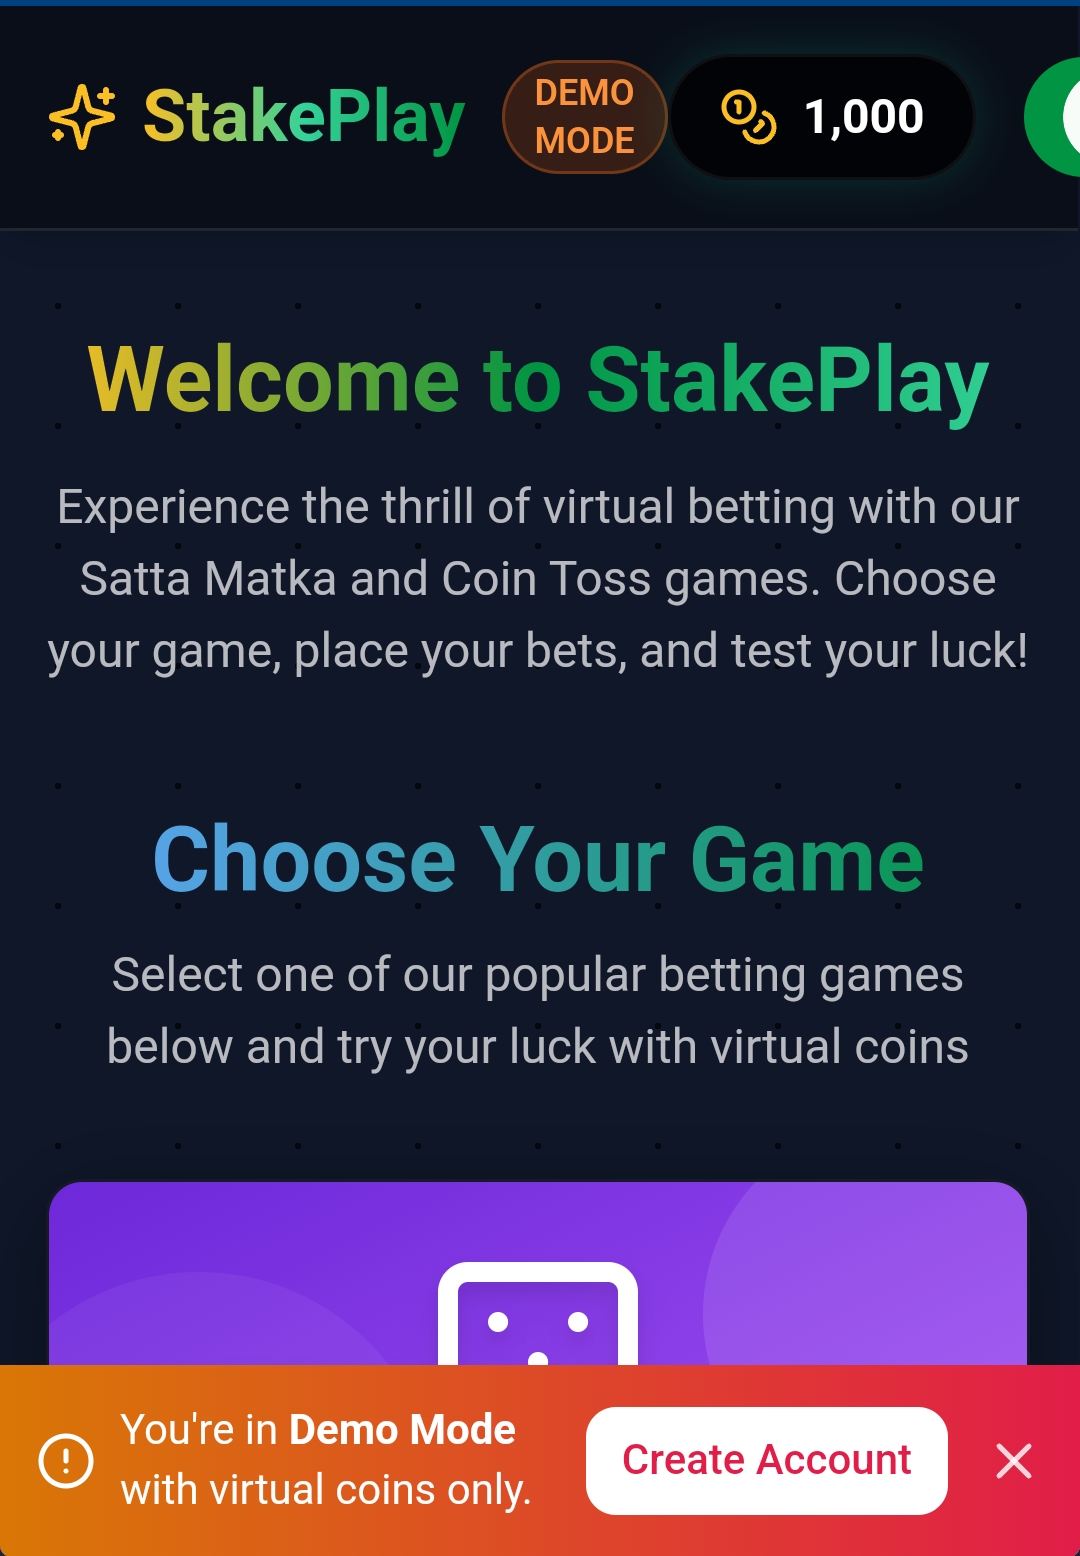 StakePlay
DEMO
MODE
1,000
Welcome to StakePlay
Experience the thrill of virtual betting with our
Satta Matka and Coin Toss games. Choose
your game, place your bets, and test your luck!
Choose Your Game
Select one of our popular betting games
below and try your luck with virtual coins
You're in Demo Mode
with virtual coins only.
Create Account